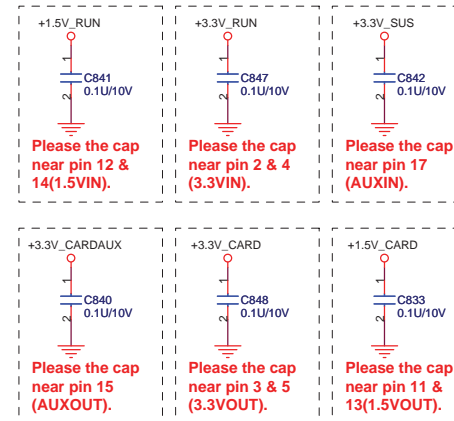 +1.5V_RUN
1
C841
0.1U/10V
2
Please the cap
near pin 12 &
14(1.5VIN).
+3.3V_RUN
1
C847
0.1U/10V
2
Please the cap
near pin 2 & 4
(3.3VIN).
+3.3V_SUS
1
C842
0.1U/10V
2
Please the cap
near pin 17
(AUXIN).
+3.3V_CARDAUX
1
C840
0.1U/10V
2
Please the cap
near pin 15
(AUXOUT).
+3.3V_CARD
1
C848
0.1U/10V
2
Please the cap
near pin 3 & 5
(3.3VOUT).
+1.5V_CARD
1
C833
0.1U/10V
2
Please the cap
near pin 11 &
13(1.5VOUT).